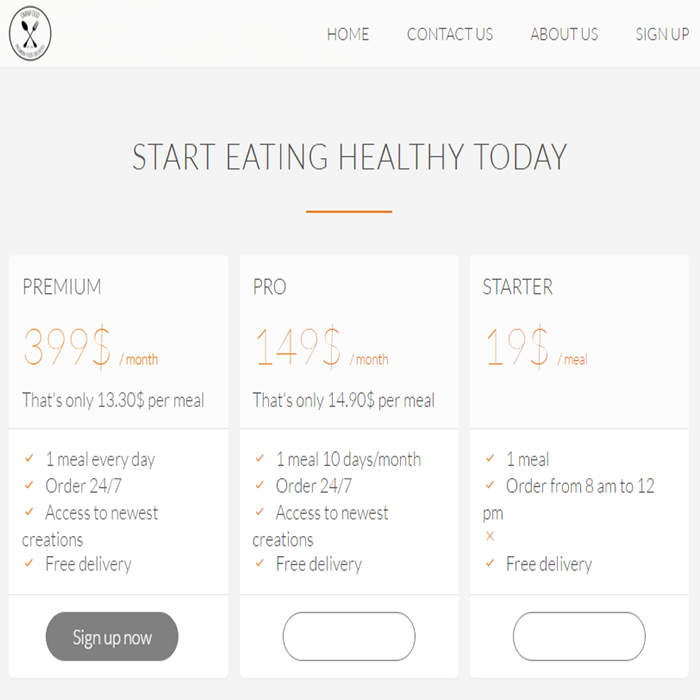 HOME CONTACT US ABOUT US SIGN UP
START EATING HEALTHY TODAY
PREMIUM
399$ / month
That's only 13.30$ per meal
1 meal every day
Order 24/7
Access to newest
creations
Free delivery
Sign up now
PRO
149$ / month
That's only 14.90$ per meal
1 meal 10 days/month
Order 24/7
Access to newest
creations
Free delivery
STARTER
19$ / meal
1 meal
Order from 8 am to 12
pm
Free delivery